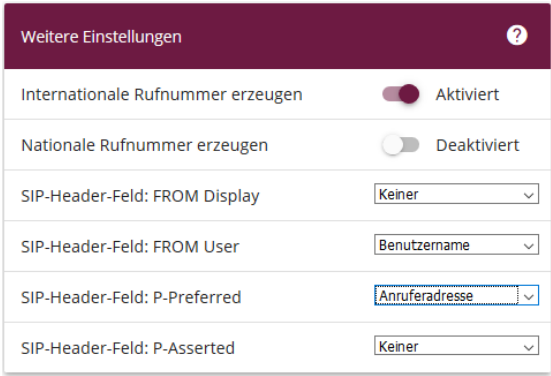 Weitere Einstellungen ?
Internationale Rufnummer erzeugen Aktiviert
Nationale Rufnummer erzeugen Deaktiviert
SIP-Header-Feld: FROM Display Keiner
SIP-Header-Feld: FROM User Benutzername
SIP-Header-Feld: P-Preferred Anruferadresse
SIP-Header-Feld: P-Asserted Keiner